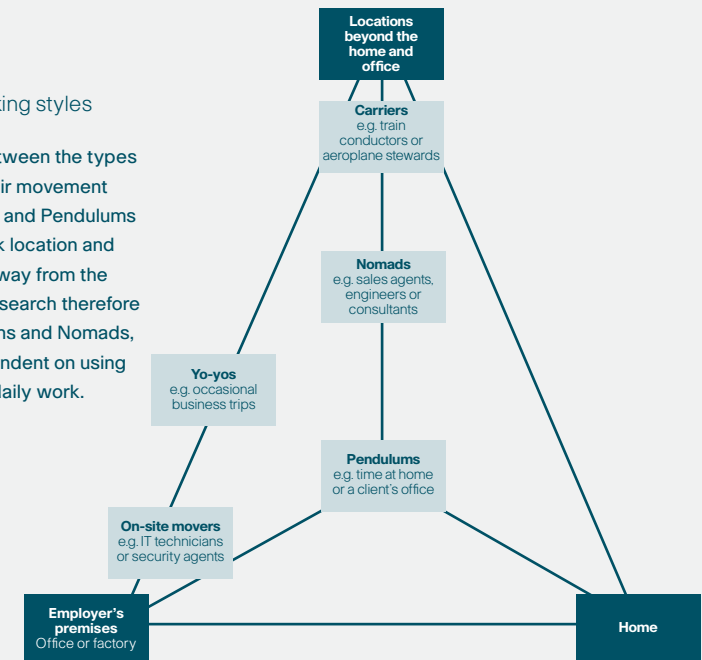 king styles
tween the types
ir movement
and Pendulums
k location and
way from the
search therefore
ns and Nomads,
ndent on using
daily work.
Locations
beyond the
home and
office
Carriers
e.g. train
conductors or
aeroplane stewards
Nomads
e.g. sales agents,
engineers or
consultants
Yo-yos
e.g. occasional
business trips
Pendulums
e.g. time at home
or a client's office
On-site movers
e.g. IT technicians
or security agents
Employer's
premises
Office or factory
Home